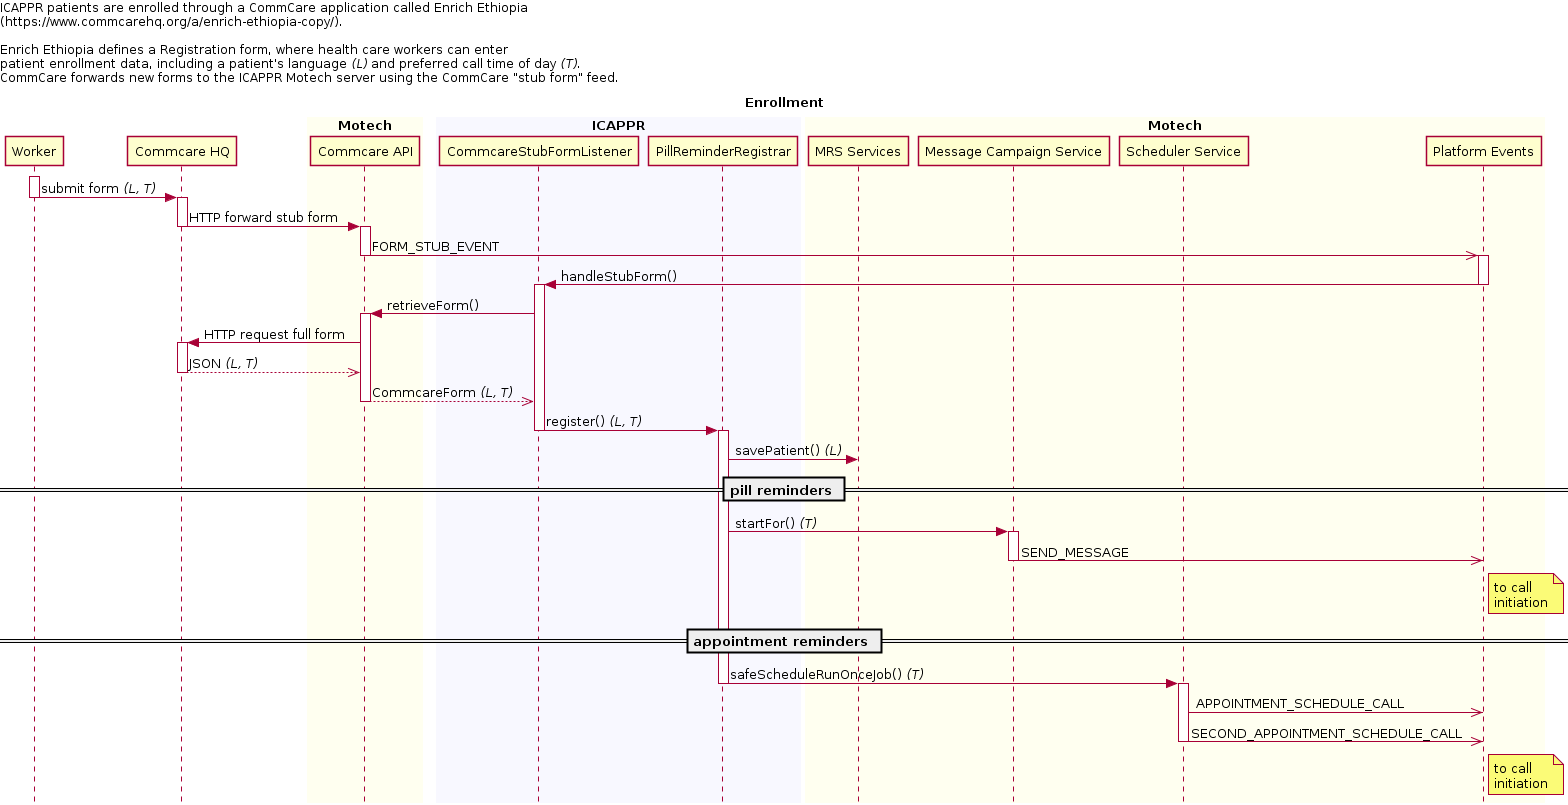 ICAPPR patients are enrolled through a CommCare application called Enrich Ethiopia
(https://www.commcarehq.org/a/enrich-ethiopia-copy/).
Enrich Ethiopia defines a Registration form, where health care workers can enter
patient enrollment data, including a patient's language (L) and preferred call time of day (T).
CommCare forwards new forms to the ICAPPR Motech server using the CommCare "stub form" feed.
Enrollment
Motech
ICAPPR
Motech
Worker
Commcare HQ
Commcare API
CommcareStubFormListener
PillReminderRegistrar
MRS Services
Message Campaign Service
Scheduler Service
Platform Events
submit form (L, T)
HTTP forward stub form
FORM_STUB_EVENT
handleStubForm()
retrieveForm()
HTTP request full form
JSON (L, T)
CommcareForm (L, T)
register() (L, T)
savePatient() (L)
pill reminders
startFor() (T)
SEND_MESSAGE
to call
initiation
appointment reminders
safeScheduleRunOnceJob() (T)
APPOINTMENT_SCHEDULE_CALL
SECOND_APPOINTMENT_SCHEDULE_CALL
to call
initiation